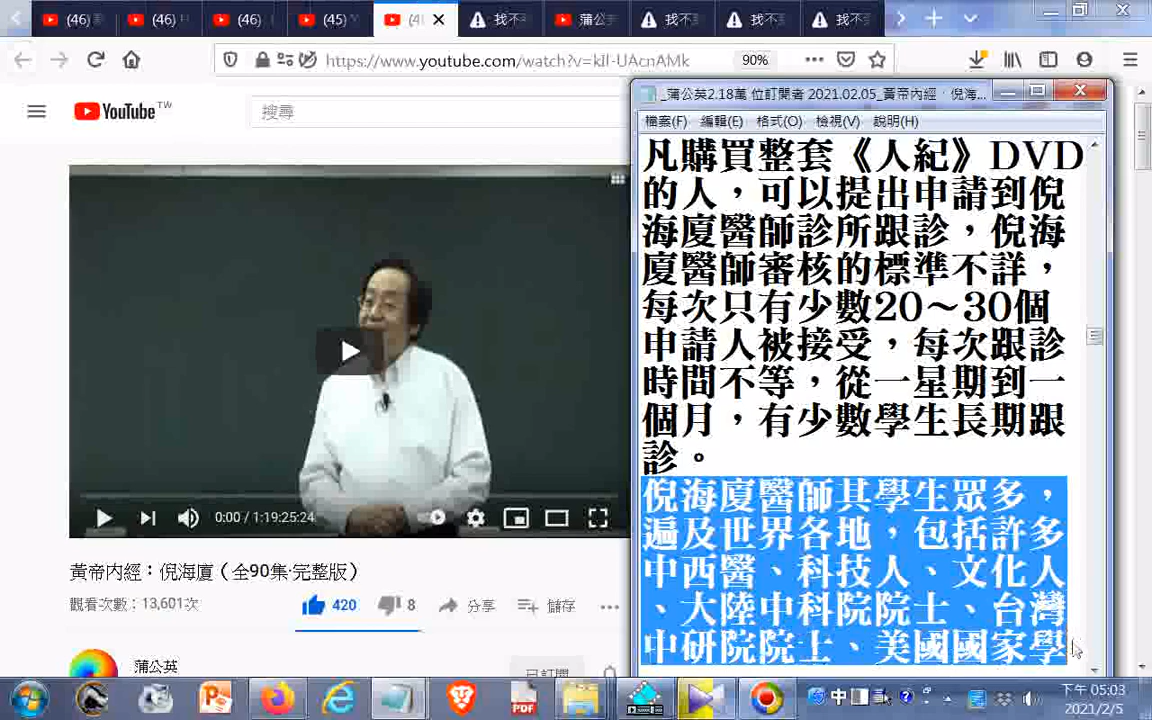 (46)
(46)
(46)
(45)
我不
蒲公
我不
我不
我不
https://www.youtube.com/watch?v=kiI-UAcnAMk
90%
YouTube TW
搜尋
_蒲公英2.18萬 位訂閱者 2021.02.05_黃帝內經‧倪海...
檔案(F) 編輯(E) 格式(O) 檢視(V) 說明(H)
凡購買整套《人紀》DVD
的人，可以提出申請到倪
海廈醫師診所跟診，倪海
廈醫師審核的標準不詳，
每次只有少數20～30個
申請人被接受，每次跟診
時間不等，從一星期到一
個月，有少數學生長期跟
診。
倪海廈醫師其學生眾多，
遍及世界各地，包括許多
中西醫、科技人、文化人
、大陸中科院院士、台灣
中研院院士、美國國家學
0:00 / 1:19:25:24
黃帝內經：倪海廈（全90集‧完整版）
觀看次數：13,601次
420
8
分享
儲存
蒲公英
已訂閱
PDF
中
下午 05:03
2021/2/5